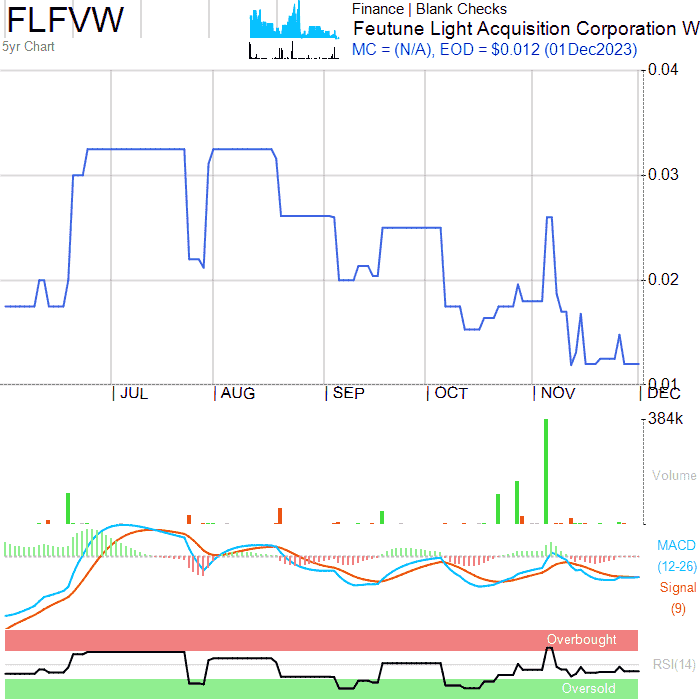 FLFVW
5yr Chart
Finance | Blank Checks
Feutune Light Acquisition Corporation W
MC = (N/A), EOD = $0.012 (01Dec2023)
0.04
0.03
0.02
0.01
JUL AUG SEP OCT NOV DEC
384k
Volume
MACD
(12-26)
Signal
(9)
Overbought
RSI(14)
Oversold